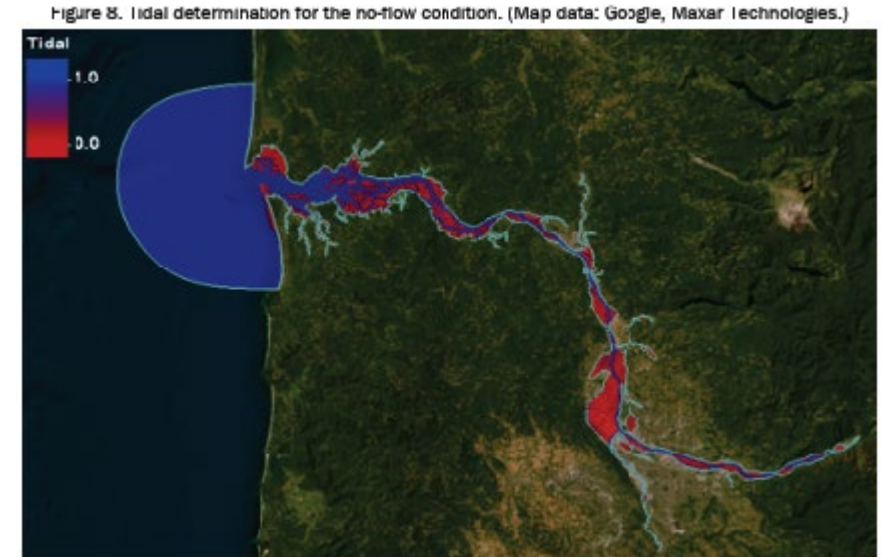 Figure 8. Tidal determination for the no-flow condition. (Map data: Google, Maxar Technologies.)
Tidal
1.0
0.0